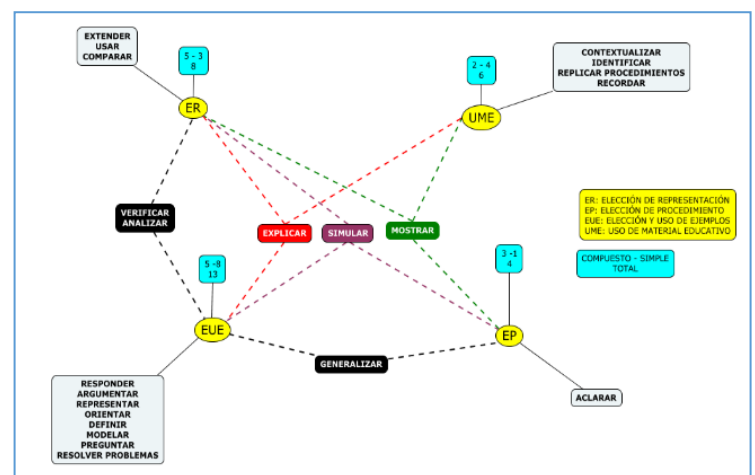 EXTENDER
USAR
COMPARAR
5 - 3
8
ER
2 - 4
6
UME
CONTEXTUALIZAR
IDENTIFICAR
REPLICAR PROCEDIMIENTOS
RECORDAR
VERIFICAR
ANALIZAR
EXPLICAR
SIMULAR
MOSTRAR
ER: ELECCIÓN DE REPRESENTACIÓN
EP: ELECCIÓN DE PROCEDIMIENTO
EUE: ELECCIÓN Y USO DE EJEMPLOS
UME: USO DE MATERIAL EDUCATIVO
COMPUESTO - SIMPLE
TOTAL
5 -8
13
EUE
3 -1
4
EP
GENERALIZAR
RESPONDER
ARGUMENTAR
REPRESENTAR
ORIENTAR
DEFINIR
MODELAR
PREGUNTAR
RESOLVER PROBLEMAS
ACLARAR